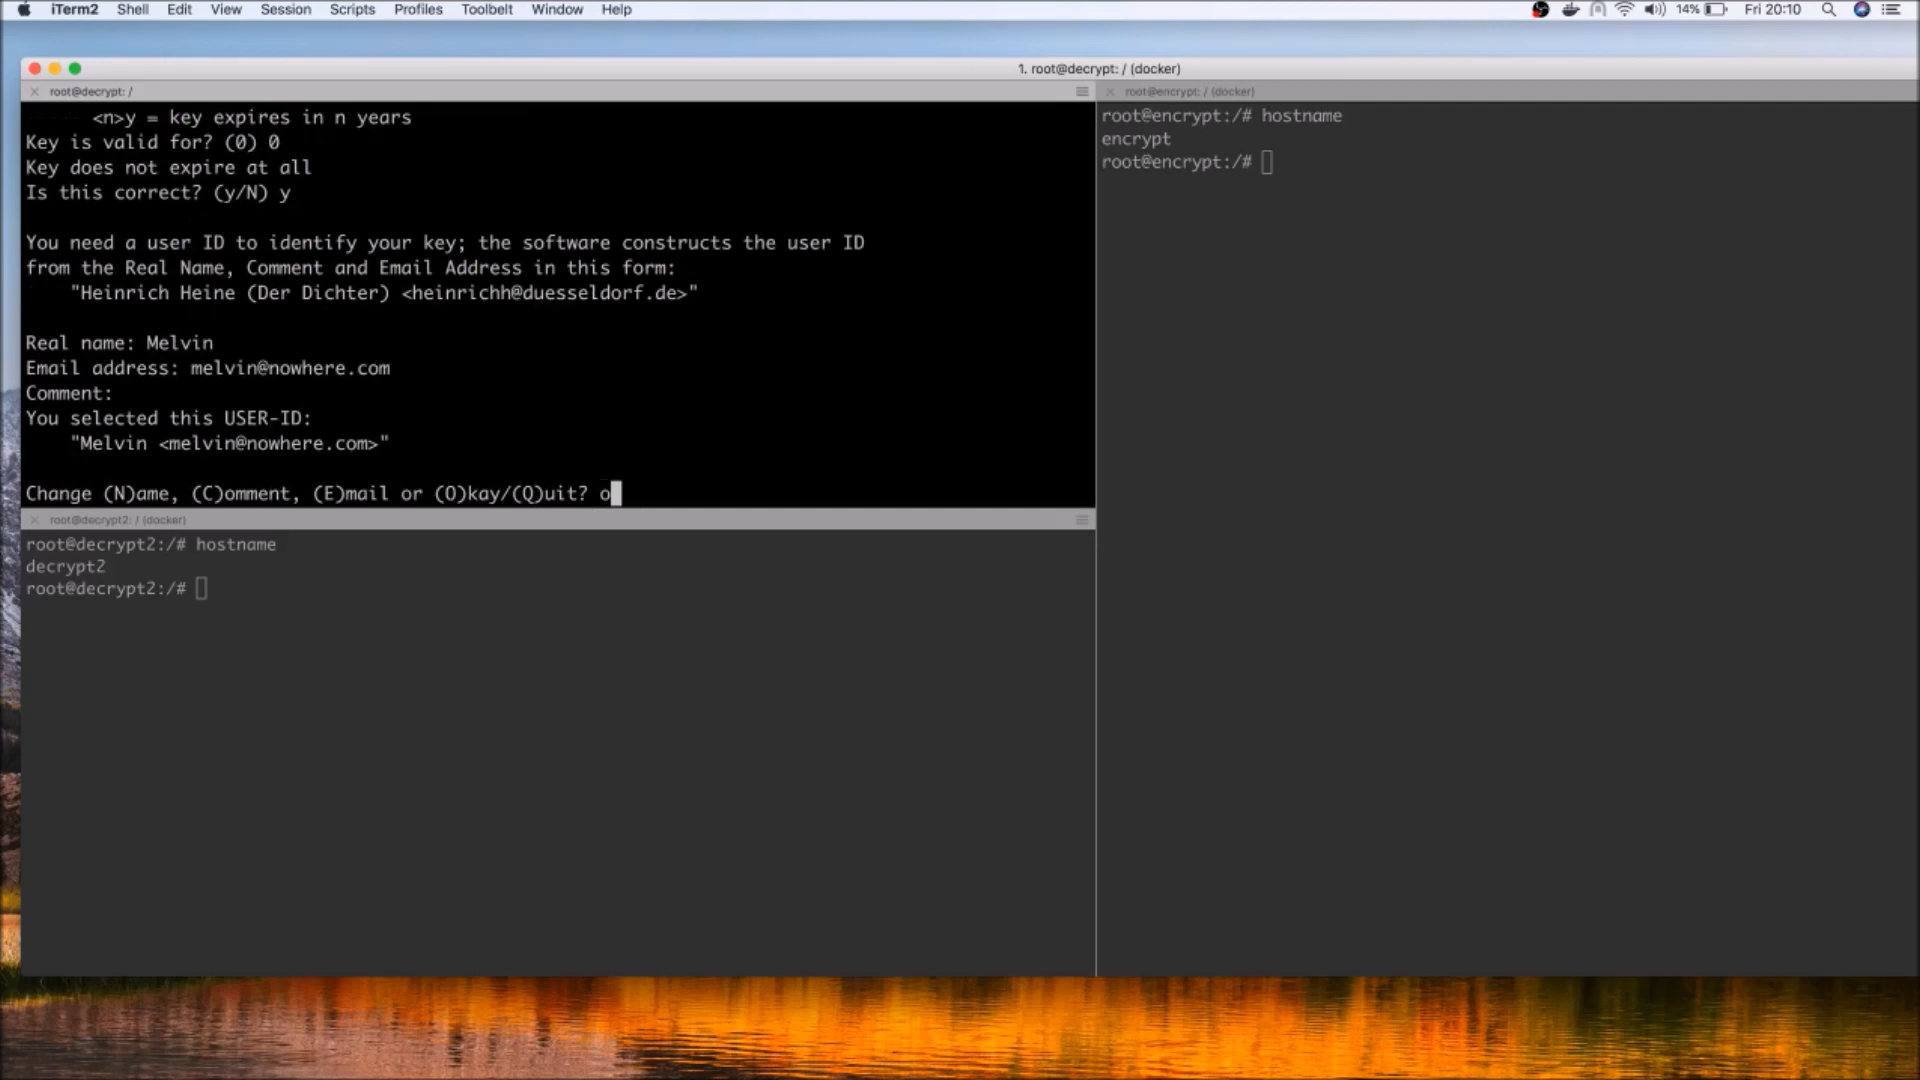 iTerm2 Shell Edit View Session Scripts Profiles Toolbelt Window Help 14% Fri 20:10
1. root@decrypt: / (docker)
root@decrypt: /
<n>y = key expires in n years
Key is valid for? (0) 0
Key does not expire at all
Is this correct? (y/N) y
You need a user ID to identify your key; the software constructs the user ID
from the Real Name, Comment and Email Address in this form:
"Heinrich Heine (Der Dichter) <heinrichh@duesseldorf.de>"
Real name: Melvin
Email address: melvin@nowhere.com
Comment:
You selected this USER-ID:
"Melvin <melvin@nowhere.com>"
Change (N)ame, (C)omment, (E)mail or (O)kay/(Q)uit? o
root@decrypt2: / (docker)
root@decrypt2:/# hostname
decrypt2
root@decrypt2:/#
root@encrypt: / (docker)
root@encrypt:/# hostname
encrypt
root@encrypt:/#